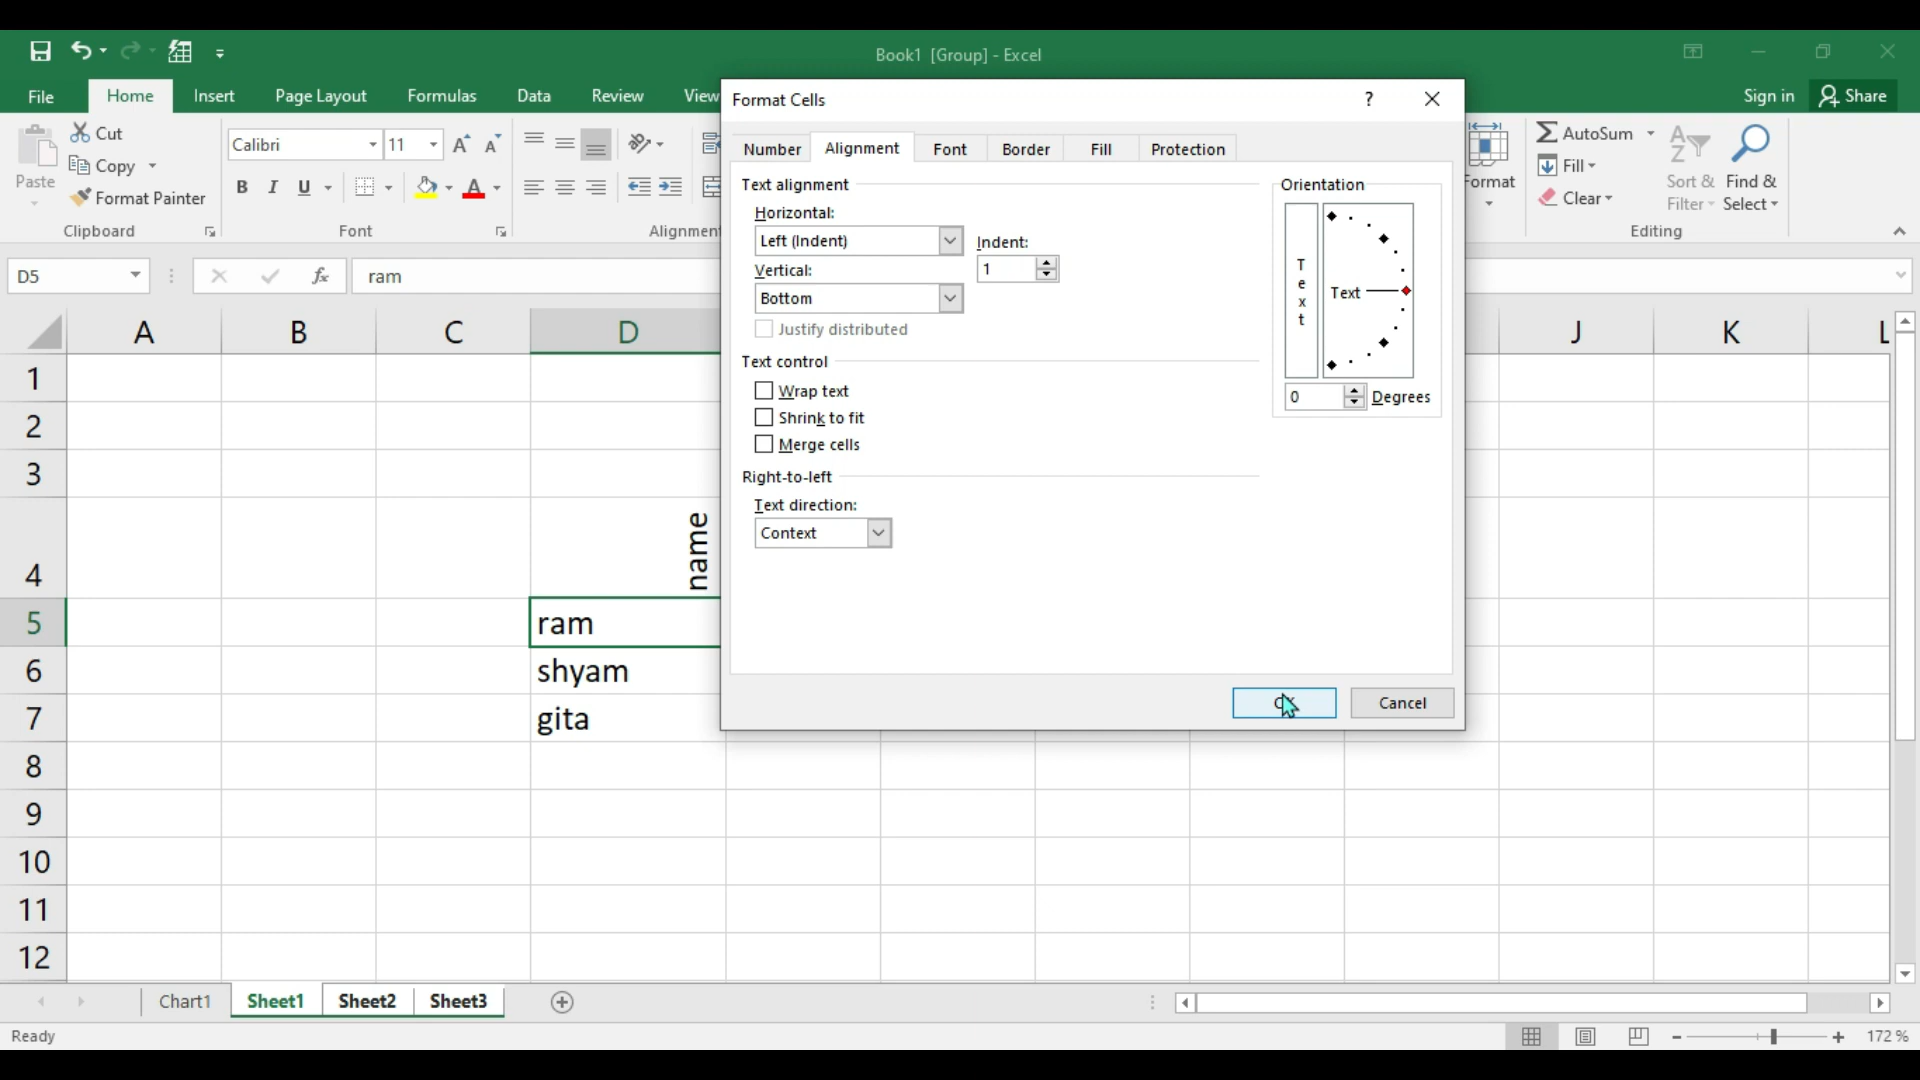 Book1 [Group] - Excel
File Home Insert Page Layout Formulas Data Review View Sign in Share
Cut
Copy
Format Painter
Paste
Clipboard
Calibri 11
B I U A
Font
Alignment
Format
AutoSum
Fill
Clear
Sort & Filter
Find & Select
Editing
D5 fx ram
Format Cells ?
Number Alignment Font Border Fill Protection
Text alignment
Horizontal:
Left (Indent)
Indent:
1
Vertical:
Bottom
Justify distributed
Text control
Wrap text
Shrink to fit
Merge cells
Right-to-left
Text direction:
Context
Orientation
Text
Text
0 Degrees
Cancel
A B C D J K L
1
2
3
4 name
5 ram
6 shyam
7 gita
8
9
10
11
12
Chart1 Sheet1 Sheet2 Sheet3
Ready 172 %